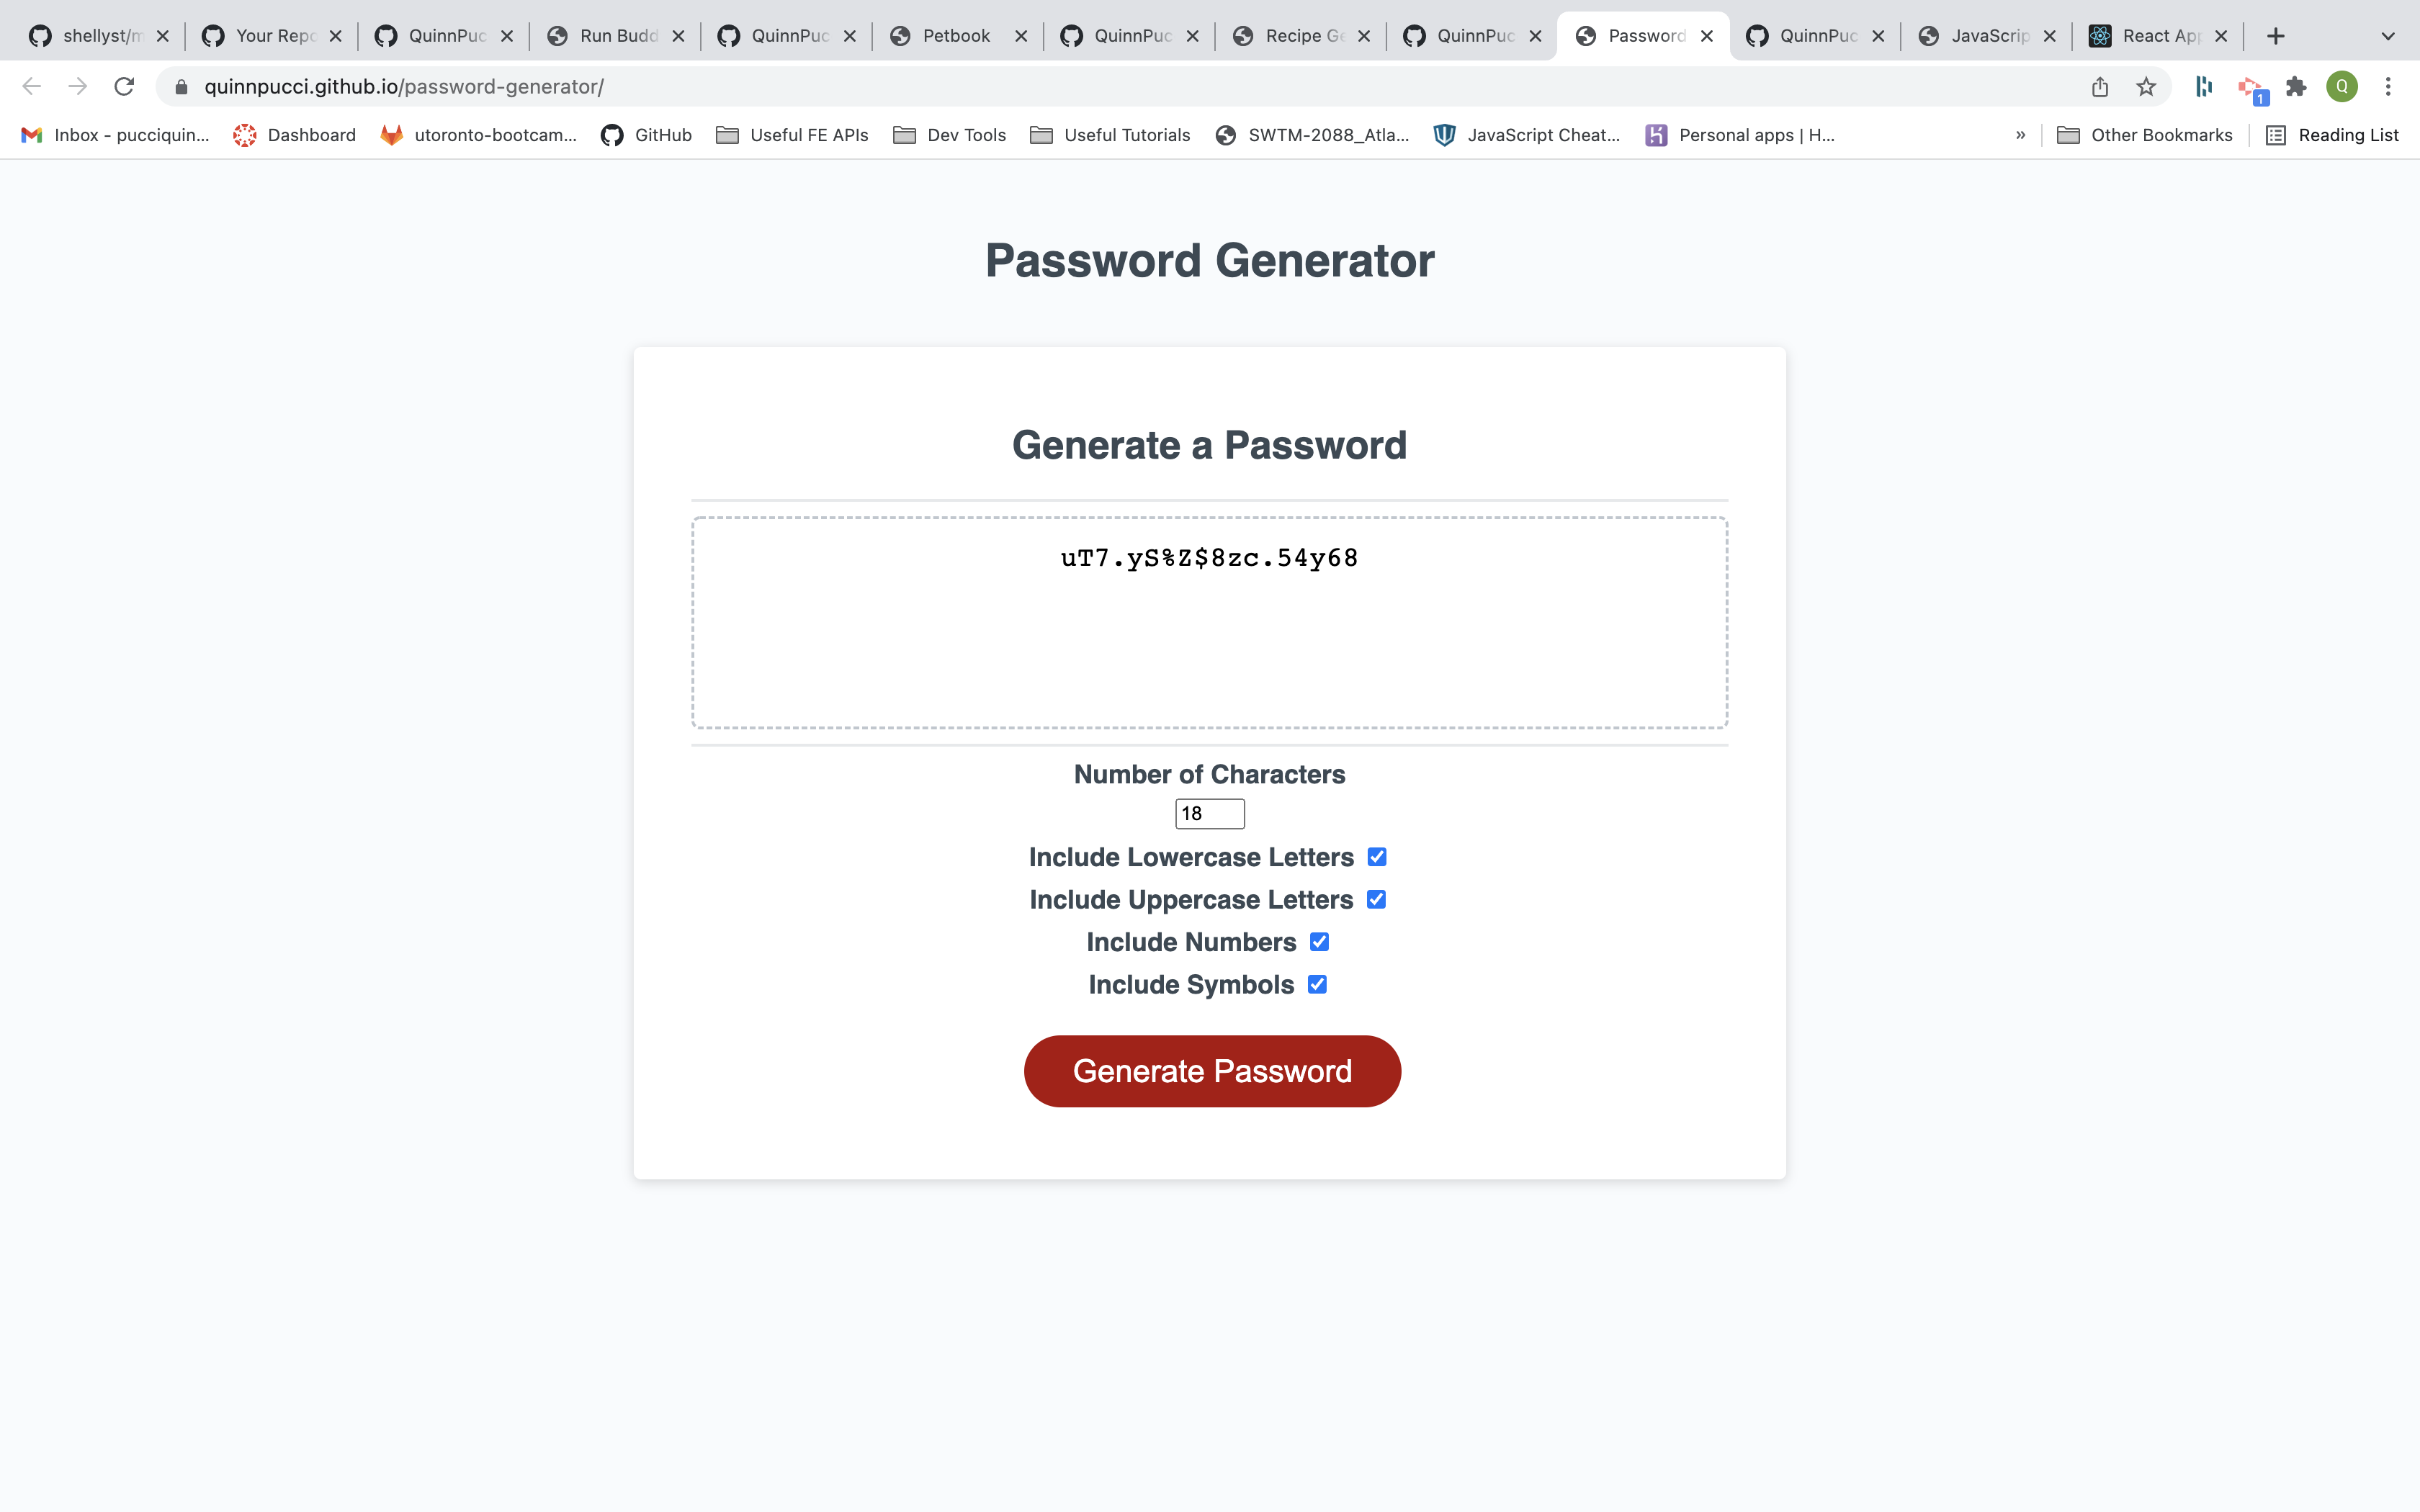 shellyst/m
Your Repo
QuinnPuc
Run Budd
QuinnPuc
Petbook
QuinnPuc
Recipe Ge
QuinnPuc
Password
QuinnPuc
JavaScrip
React App
quinnpucci.github.io/password-generator/
1
Q
Inbox - pucciquin...
Dashboard
utoronto-bootcam...
GitHub
Useful FE APIs
Dev Tools
Useful Tutorials
SWTM-2088_Atla...
JavaScript Cheat...
Personal apps | H...
»
Other Bookmarks
Reading List
Password Generator
Generate a Password
uT7.yS%Z$8zc.54y68
Number of Characters
18
Include Lowercase Letters
Include Uppercase Letters
Include Numbers
Include Symbols
Generate Password